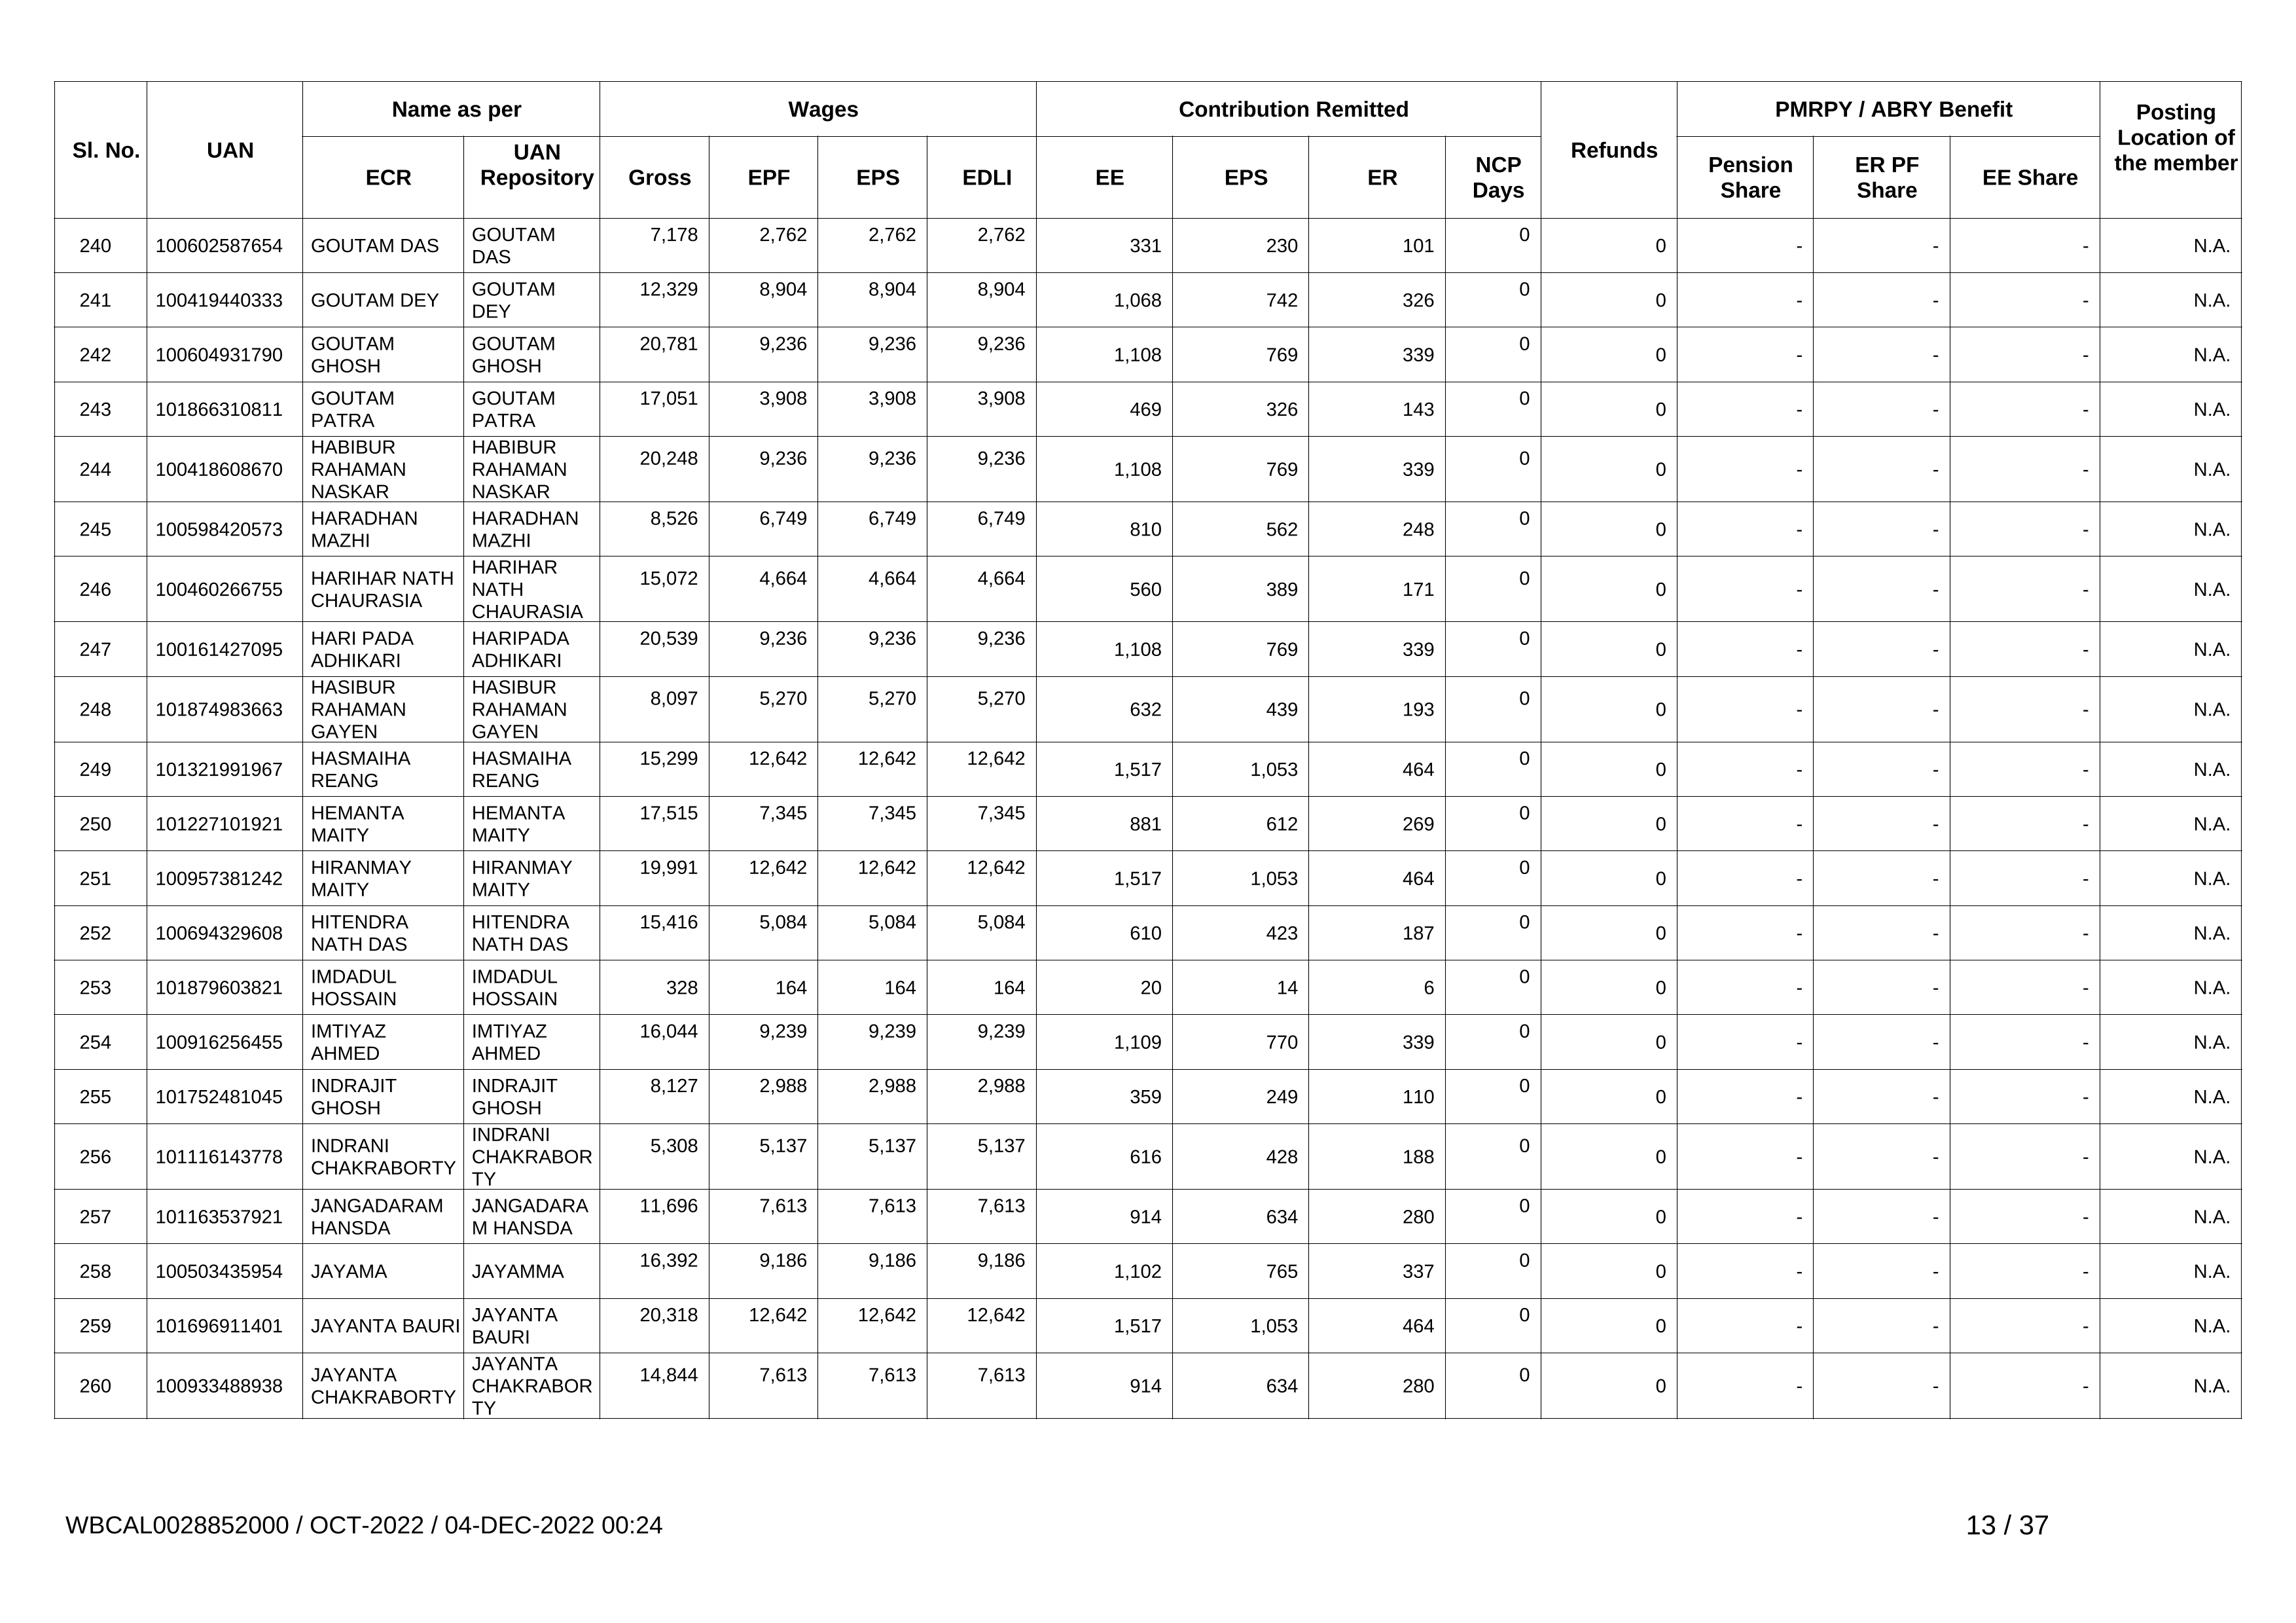 Sl. No. UAN Name as per Wages Contribution Remitted Refunds PMRPY / ABRY Benefit Posting Location of the member
ECR UAN Repository Gross EPF EPS EDLI EE EPS ER NCP Days Pension Share ER PF Share EE Share
240 100602587654 GOUTAM DAS GOUTAM DAS 7,178 2,762 2,762 2,762 331 230 101 0 0 - - - N.A.
241 100419440333 GOUTAM DEY GOUTAM DEY 12,329 8,904 8,904 8,904 1,068 742 326 0 0 - - - N.A.
242 100604931790 GOUTAM GHOSH GOUTAM GHOSH 20,781 9,236 9,236 9,236 1,108 769 339 0 0 - - - N.A.
243 101866310811 GOUTAM PATRA GOUTAM PATRA 17,051 3,908 3,908 3,908 469 326 143 0 0 - - - N.A.
244 100418608670 HABIBUR RAHAMAN NASKAR HABIBUR RAHAMAN NASKAR 20,248 9,236 9,236 9,236 1,108 769 339 0 0 - - - N.A.
245 100598420573 HARADHAN MAZHI HARADHAN MAZHI 8,526 6,749 6,749 6,749 810 562 248 0 0 - - - N.A.
246 100460266755 HARIHAR NATH CHAURASIA HARIHAR NATH CHAURASIA 15,072 4,664 4,664 4,664 560 389 171 0 0 - - - N.A.
247 100161427095 HARI PADA ADHIKARI HARIPADA ADHIKARI 20,539 9,236 9,236 9,236 1,108 769 339 0 0 - - - N.A.
248 101874983663 HASIBUR RAHAMAN GAYEN HASIBUR RAHAMAN GAYEN 8,097 5,270 5,270 5,270 632 439 193 0 0 - - - N.A.
249 101321991967 HASMAIHA REANG HASMAIHA REANG 15,299 12,642 12,642 12,642 1,517 1,053 464 0 0 - - - N.A.
250 101227101921 HEMANTA MAITY HEMANTA MAITY 17,515 7,345 7,345 7,345 881 612 269 0 0 - - - N.A.
251 100957381242 HIRANMAY MAITY HIRANMAY MAITY 19,991 12,642 12,642 12,642 1,517 1,053 464 0 0 - - - N.A.
252 100694329608 HITENDRA NATH DAS HITENDRA NATH DAS 15,416 5,084 5,084 5,084 610 423 187 0 0 - - - N.A.
253 101879603821 IMDADUL HOSSAIN IMDADUL HOSSAIN 328 164 164 164 20 14 6 0 0 - - - N.A.
254 100916256455 IMTIYAZ AHMED IMTIYAZ AHMED 16,044 9,239 9,239 9,239 1,109 770 339 0 0 - - - N.A.
255 101752481045 INDRAJIT GHOSH INDRAJIT GHOSH 8,127 2,988 2,988 2,988 359 249 110 0 0 - - - N.A.
256 101116143778 INDRANI CHAKRABORTY INDRANI CHAKRABOR TY 5,308 5,137 5,137 5,137 616 428 188 0 0 - - - N.A.
257 101163537921 JANGADARAM HANSDA JANGADARA M HANSDA 11,696 7,613 7,613 7,613 914 634 280 0 0 - - - N.A.
258 100503435954 JAYAMA JAYAMMA 16,392 9,186 9,186 9,186 1,102 765 337 0 0 - - - N.A.
259 101696911401 JAYANTA BAURI JAYANTA BAURI 20,318 12,642 12,642 12,642 1,517 1,053 464 0 0 - - - N.A.
260 100933488938 JAYANTA CHAKRABORTY JAYANTA CHAKRABOR TY 14,844 7,613 7,613 7,613 914 634 280 0 0 - - - N.A.
WBCAL0028852000 / OCT-2022 / 04-DEC-2022 00:24 13 / 37